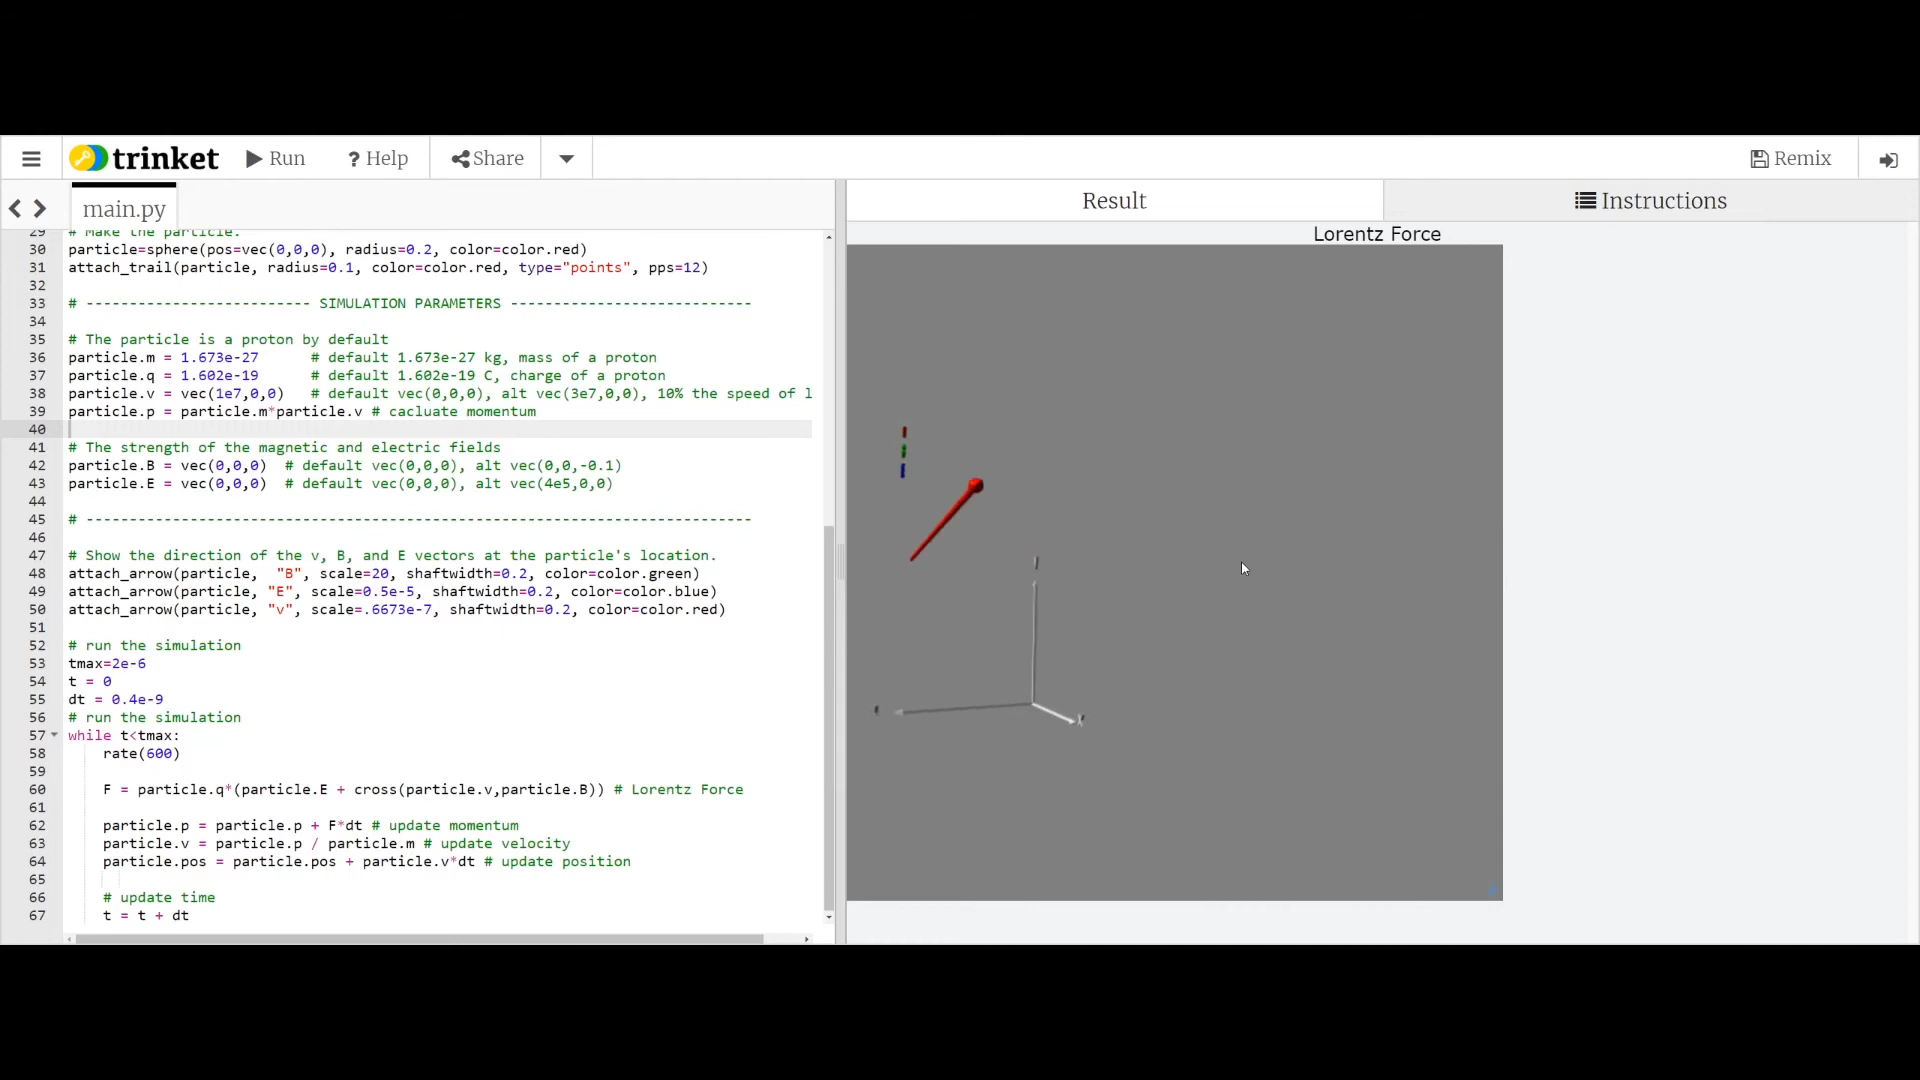 trinket
Run
? Help
Share
Remix
main.py
Result
Instructions
29 # Make the particle.
30 particle=sphere(pos=vec(0,0,0), radius=0.2, color=color.red)
31 attach_trail(particle, radius=0.1, color=color.red, type="points", pps=12)
32
33 # -------------------------- SIMULATION PARAMETERS ----------------------------
34
35 # The particle is a proton by default
36 particle.m = 1.673e-27 # default 1.673e-27 kg, mass of a proton
37 particle.q = 1.602e-19 # default 1.602e-19 C, charge of a proton
38 particle.v = vec(1e7,0,0) # default vec(0,0,0), alt vec(3e7,0,0), 10% the speed of l
39 particle.p = particle.m*particle.v # cacluate momentum
40
41 # The strength of the magnetic and electric fields
42 particle.B = vec(0,0,0) # default vec(0,0,0), alt vec(0,0,-0.1)
43 particle.E = vec(0,0,0) # default vec(0,0,0), alt vec(4e5,0,0)
44
45 # -----------------------------------------------------------------------------
46
47 # Show the direction of the v, B, and E vectors at the particle's location.
48 attach_arrow(particle, "B", scale=20, shaftwidth=0.2, color=color.green)
49 attach_arrow(particle, "E", scale=0.5e-5, shaftwidth=0.2, color=color.blue)
50 attach_arrow(particle, "v", scale=.6673e-7, shaftwidth=0.2, color=color.red)
51
52 # run the simulation
53 tmax=2e-6
54 t = 0
55 dt = 0.4e-9
56 # run the simulation
57 while t<tmax:
58 rate(600)
59
60 F = particle.q*(particle.E + cross(particle.v,particle.B)) # Lorentz Force
61
62 particle.p = particle.p + F*dt # update momentum
63 particle.v = particle.p / particle.m # update velocity
64 particle.pos = particle.pos + particle.v*dt # update position
65
66 # update time
67 t = t + dt
Lorentz Force